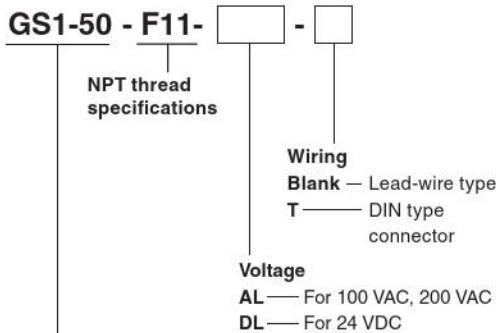 GS1-50 - F11- -
NPT thread
specifications
Wiring
Blank — Lead-wire type
T — DIN type
connector
Voltage
AL — For 100 VAC, 200 VAC
DL — For 24 VDC